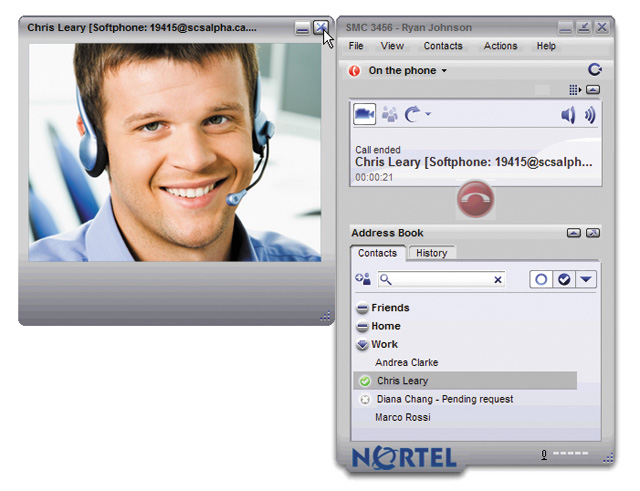 Chris Leary [Softphone: 19415@scsalpha.ca....
SMC 3456 - Ryan Johnson
File View Contacts Actions Help
On the phone
Call ended
Chris Leary [Softphone: 19415@scsalph...
00:00:21
Address Book
Contacts History
Friends
Home
Work
Andrea Clarke
Chris Leary
Diana Chang - Pending request
Marco Rossi
NORTEL